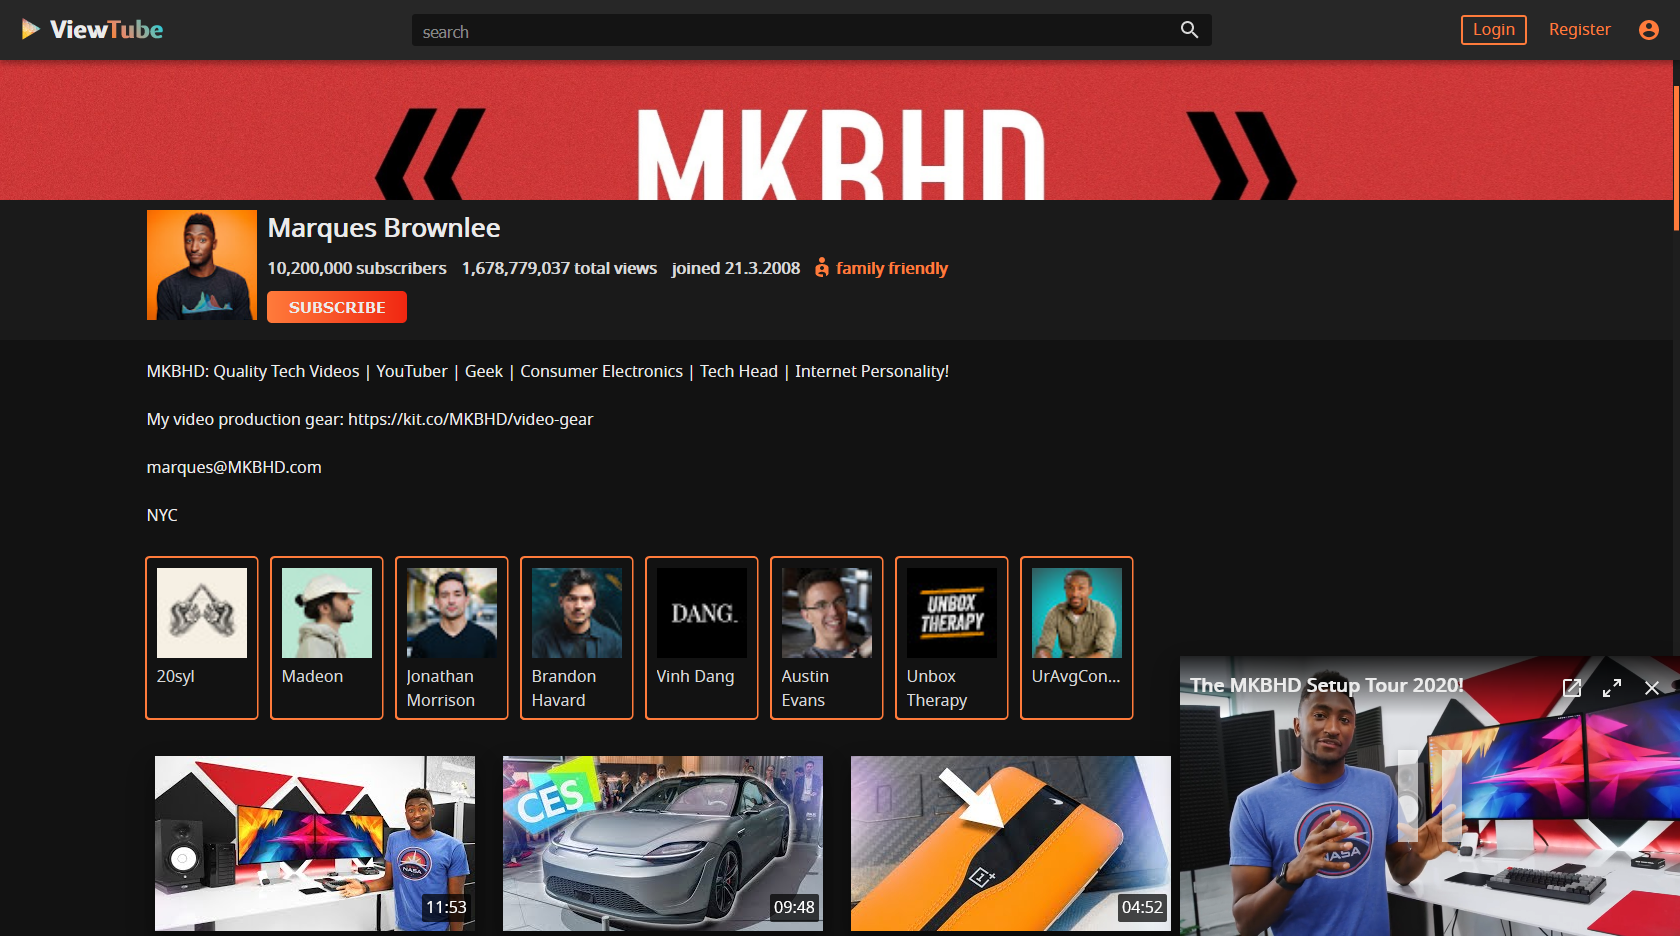 ViewTube
search
Login
Register
MKBHD
Marques Brownlee
10,200,000 subscribers 1,678,779,037 total views joined 21.3.2008 family friendly
SUBSCRIBE
MKBHD: Quality Tech Videos | YouTuber | Geek | Consumer Electronics | Tech Head | Internet Personality!
My video production gear: https://kit.co/MKBHD/video-gear
marques@MKBHD.com
NYC
DANG.
UNBOX
THERAPY
20syl
Madeon
Jonathan
Morrison
Brandon
Havard
Vinh Dang
Austin
Evans
Unbox
Therapy
UrAvgCon...
The MKBHD Setup Tour 2020!
CES
NASA
NASA
11:53
09:48
04:52